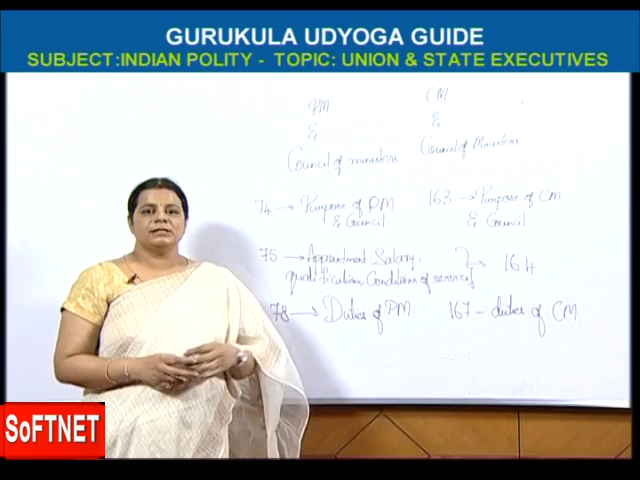 GURUKULA UDYOGA GUIDE
SUBJECT:INDIAN POLITY - TOPIC: UNION & STATE EXECUTIVES
PM
&
Council of ministers
CM
&
Council of Ministers
74 → Purpose of PM
& Council
163 → Purpose of CM
& Council
75 → Appointment Salary,
qualification Conditions of services
164
78 → Duties of PM.
167 - duties of CM
SoFTNET